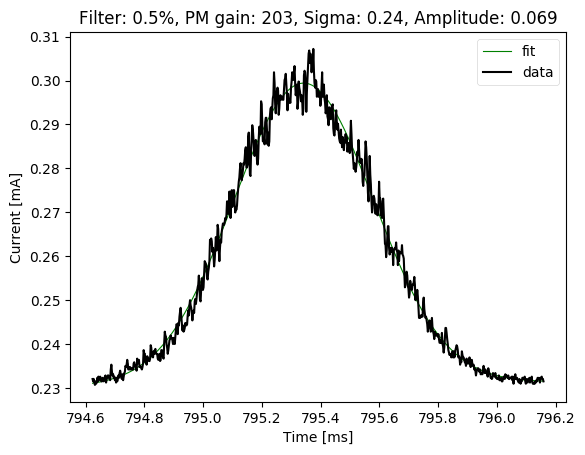 Filter: 0.5%, PM gain: 203, Sigma: 0.24, Amplitude: 0.069
0.31
fit
data
0.30
0.29
0.28
Current [mA]
0.27
0.26
0.25
0.24
0.23
794.6 794.8 795.0 795.2 795.4 795.6 795.8 796.0 796.2
Time [ms]